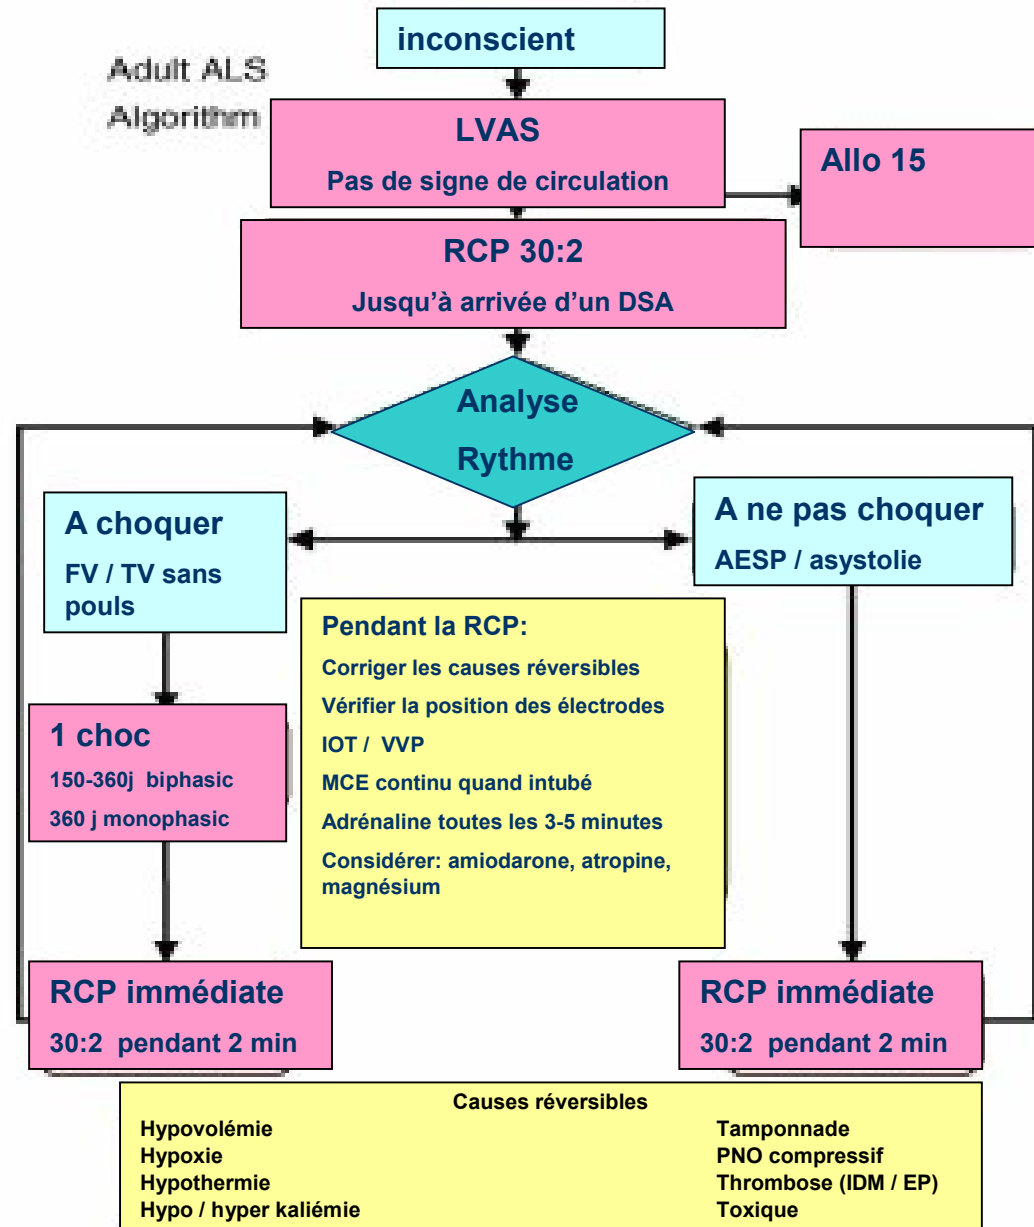 inconscient
Adult ALS
Algorithm
LVAS
Pas de signe de circulation
Allo 15
RCP 30:2
Jusqu'à arrivée d'un DSA
Analyse
Rythme
A choquer
FV / TV sans
pouls
A ne pas choquer
AESP / asystolie
Pendant la RCP:
Corriger les causes réversibles
Vérifier la position des électrodes
IOT / VVP
MCE continu quand intubé
Adrénaline toutes les 3-5 minutes
Considérer: amiodarone, atropine,
magnésium
1 choc
150-360j biphasic
360 j monophasic
RCP immédiate
30:2 pendant 2 min
RCP immédiate
30:2 pendant 2 min
Causes réversibles
Hypovolémie
Hypoxie
Hypothermie
Hypo / hyper kaliémie
Tamponnade
PNO compressif
Thrombose (IDM / EP)
Toxique